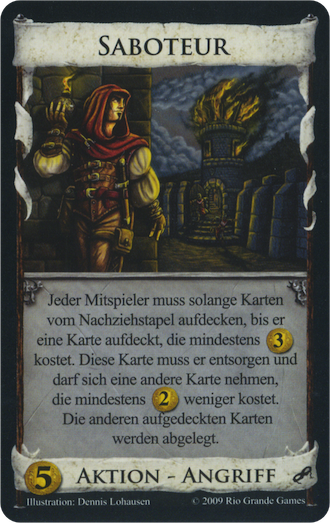 SABOTEUR
Jeder Mitspieler muss solange Karten
vom Nachziehstapel aufdecken, bis er
eine Karte aufdeckt, die mindestens 3
kostet. Diese Karte muss er entsorgen und
darf sich eine andere Karte nehmen,
die mindestens 2 weniger kostet.
Die anderen aufgedeckten Karten
werden abgelegt.
5 AKTION - ANGRIFF
Illustration: Dennis Lohausen © 2009 Rio Grande Games